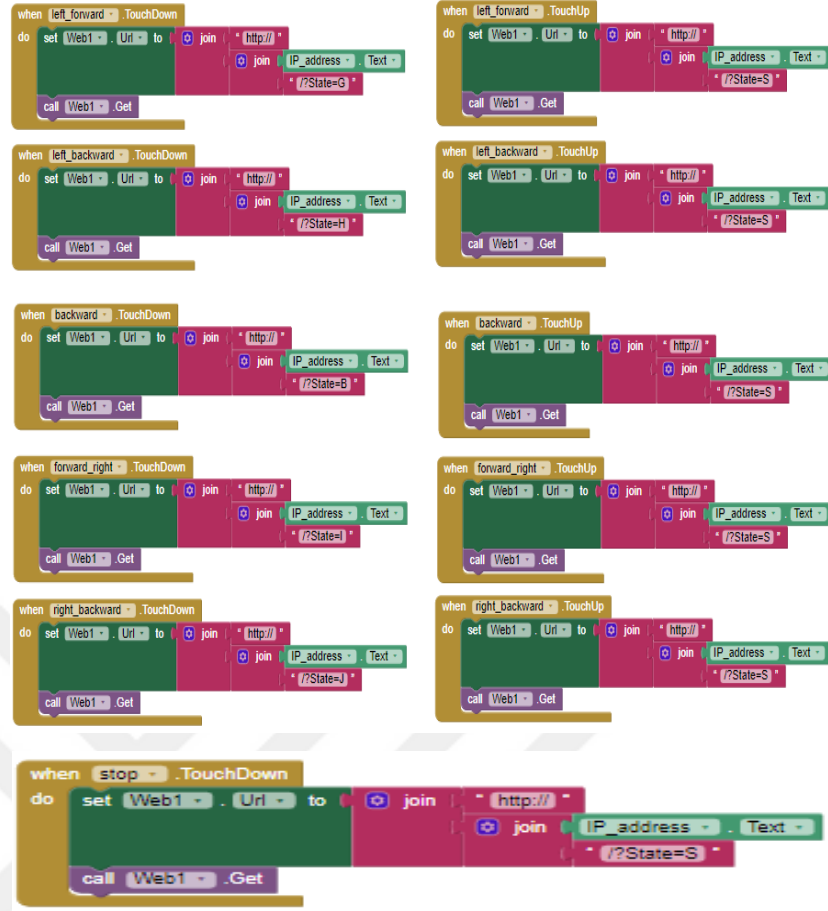 when left_forward .TouchDown
do set Web1 . Url to join " http:// "
join IP_address . Text
" /?State=G "
call Web1 .Get
when left_forward .TouchUp
do set Web1 . Url to join " http:// "
join IP_address . Text
" /?State=S "
call Web1 .Get
when left_backward .TouchDown
do set Web1 . Url to join " http:// "
join IP_address . Text
" /?State=H "
call Web1 .Get
when left_backward .TouchUp
do set Web1 . Url to join " http:// "
join IP_address . Text
" /?State=S "
call Web1 .Get
when backward .TouchDown
do set Web1 . Url to join " http:// "
join IP_address . Text
" /?State=B "
call Web1 .Get
when backward .TouchUp
do set Web1 . Url to join " http:// "
join IP_address . Text
" /?State=S "
call Web1 .Get
when forward_right .TouchDown
do set Web1 . Url to join " http:// "
join IP_address . Text
" /?State=I "
call Web1 .Get
when forward_right .TouchUp
do set Web1 . Url to join " http:// "
join IP_address . Text
" /?State=S "
call Web1 .Get
when right_backward .TouchDown
do set Web1 . Url to join " http:// "
join IP_address . Text
" /?State=J "
call Web1 .Get
when right_backward .TouchUp
do set Web1 . Url to join " http:// "
join IP_address . Text
" /?State=S "
call Web1 .Get
when stop .TouchDown
do set Web1 . Url to join " http:// "
join IP_address . Text
" /?State=S "
call Web1 .Get